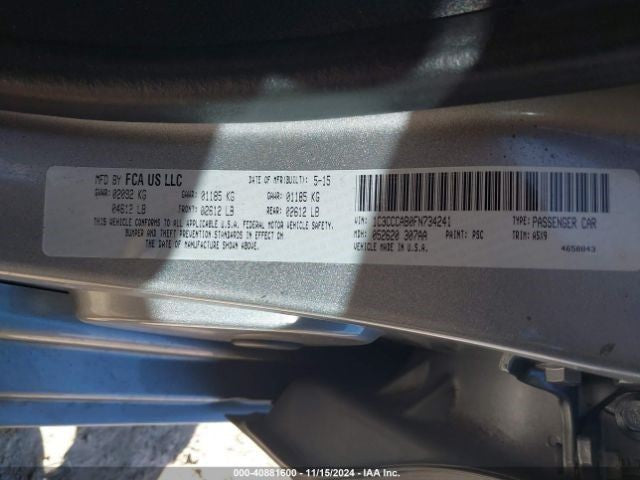 MFD BY FCA US LLC DATE OF MFR(BUILT): 5-15
GVWR: 02092 KG GAWR: 01185 KG GAWR: 01185 KG
04612 LB FRONT: 02612 LB REAR: 02612 LB
THIS VEHICLE CONFORMS TO ALL APPLICABLE U.S.A. FEDERAL MOTOR VEHICLE SAFETY,
BUMPER AND THEFT PREVENTION STANDARDS IN EFFECT ON
THE DATE OF MANUFACTURE SHOWN ABOVE.
VIN: 1C3CCCAB0FN734241 TYPE: PASSENGER CAR
MDH: 052620 307AA PAINT: PSC TRIM: A5X9
VEHICLE MADE IN U.S.A. 4658043
000-40881600 - 11/15/2024 - IAA Inc.